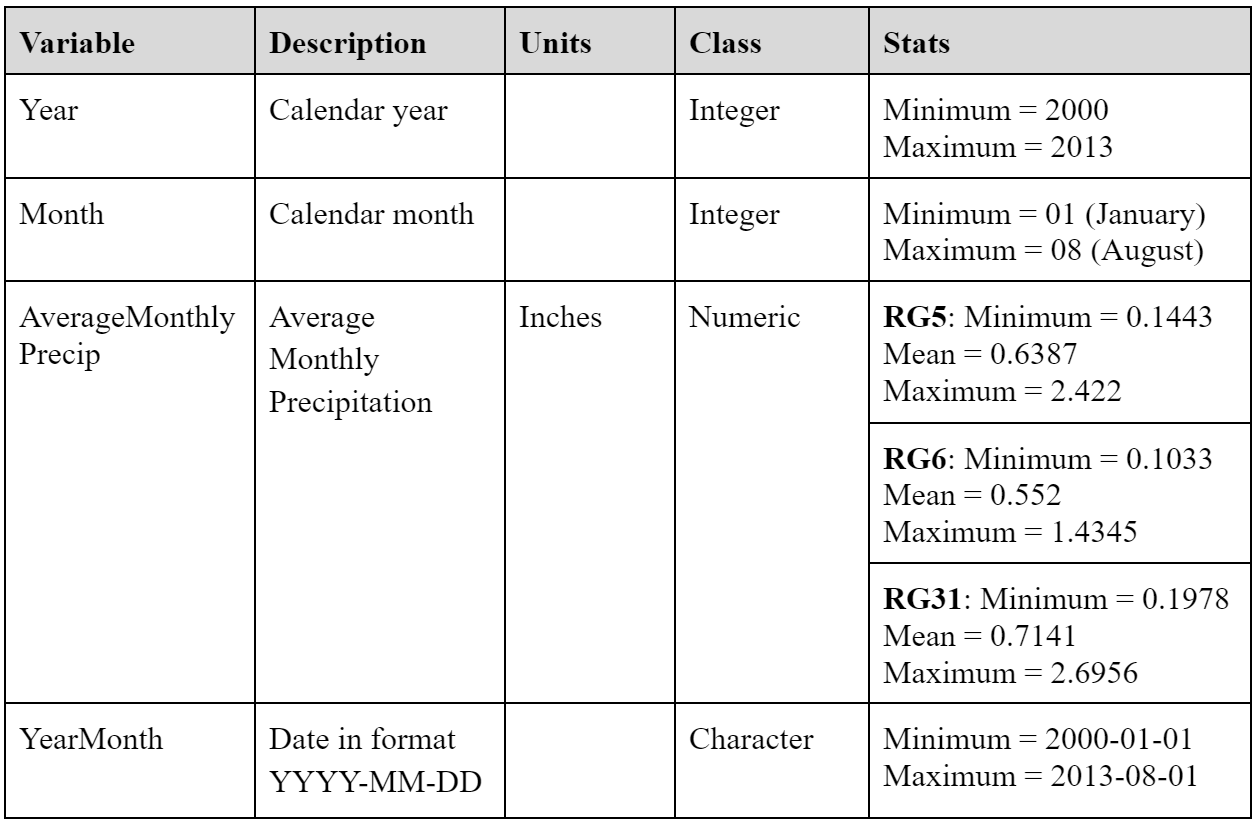 Variable Description Units Class Stats
Year Calendar year Integer Minimum = 2000
Maximum = 2013
Month Calendar month Integer Minimum = 01 (January)
Maximum = 08 (August)
AverageMonthly Average Inches Numeric RG5: Minimum = 0.1443
Precip Monthly Mean = 0.6387
Precipitation Maximum = 2.422
RG6: Minimum = 0.1033
Mean = 0.552
Maximum = 1.4345
RG31: Minimum = 0.1978
Mean = 0.7141
Maximum = 2.6956
YearMonth Date in format Character Minimum = 2000-01-01
YYYY-MM-DD Maximum = 2013-08-01